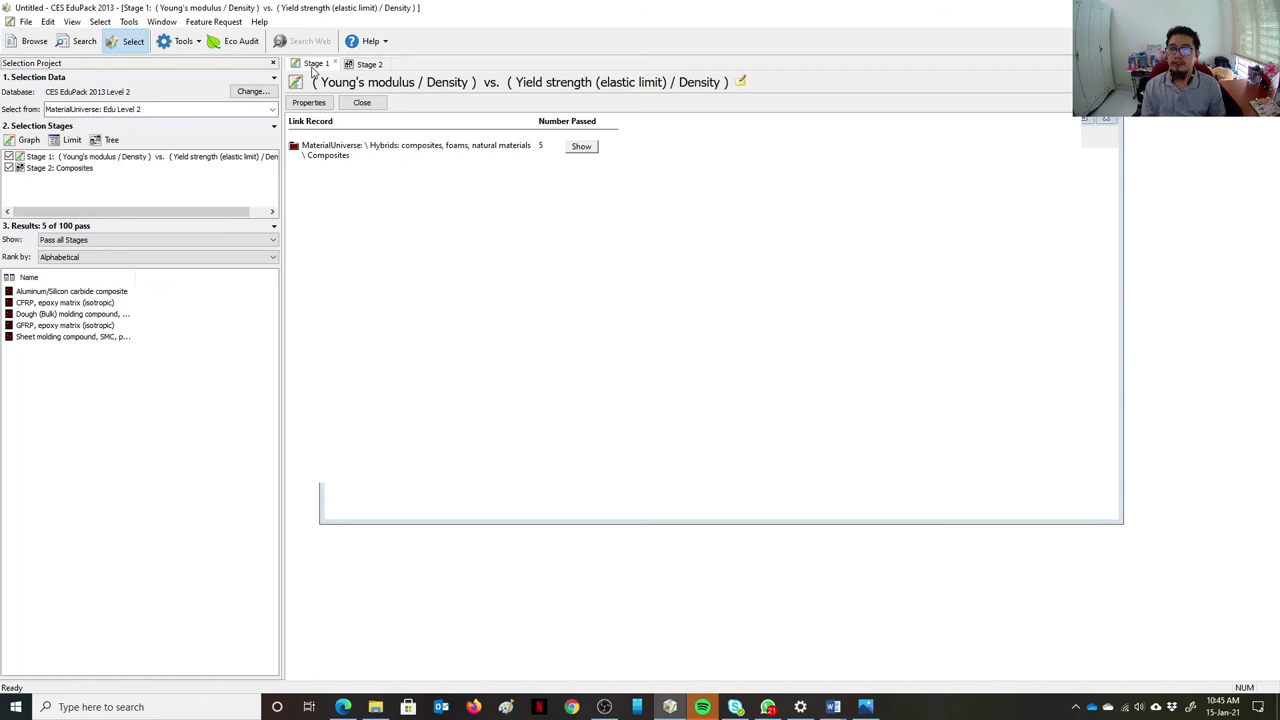 Untitled - CES EduPack 2013 - [Stage 1: ( Young's modulus / Density ) vs. ( Yield strength (elastic limit) / Density ) ]
File Edit View Select Tools Window Feature Request Help
Browse Search Select Tools Eco Audit Search Web Help
Selection Project
1. Selection Data
Database: CES EduPack 2013 Level 2
Change...
Select from: MaterialUniverse: Edu Level 2
2. Selection Stages
Graph Limit Tree
Stage 1: ( Young's modulus / Density ) vs. ( Yield strength (elastic limit) / Den
Stage 2: Composites
3. Results: 5 of 100 pass
Show: Pass all Stages
Rank by: Alphabetical
Name
Aluminum/Silicon carbide composite
CFRP, epoxy matrix (isotropic)
Dough (Bulk) molding compound, ...
GFRP, epoxy matrix (isotropic)
Sheet molding compound, SMC, p...
Stage 1 Stage 2
( Young's modulus / Density ) vs. ( Yield strength (elastic limit) / Density )
Properties Close
Link Record Number Passed
MaterialUniverse: \ Hybrids: composites, foams, natural materials 5 Show
\ Composites
Ready
NUM
Type here to search
21
10:45 AM
15-Jan-21